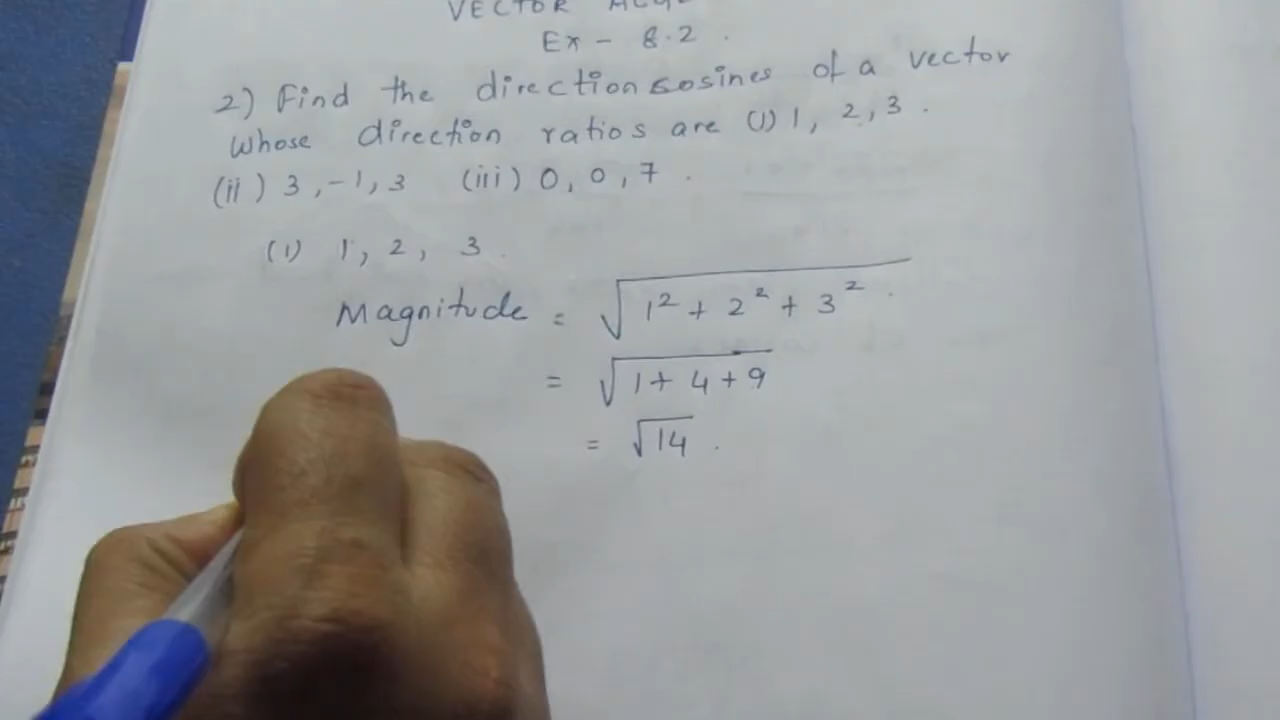 VECTOR
Ex - 8.2.
2) Find the direction cosines of a vector
whose direction ratios are (i) 1, 2, 3.
(ii) 3, -1, 3 (iii) 0, 0, 7.
(i) 1, 2, 3.
Magnitude = √1² + 2² + 3².
= √1 + 4 + 9
= √14.